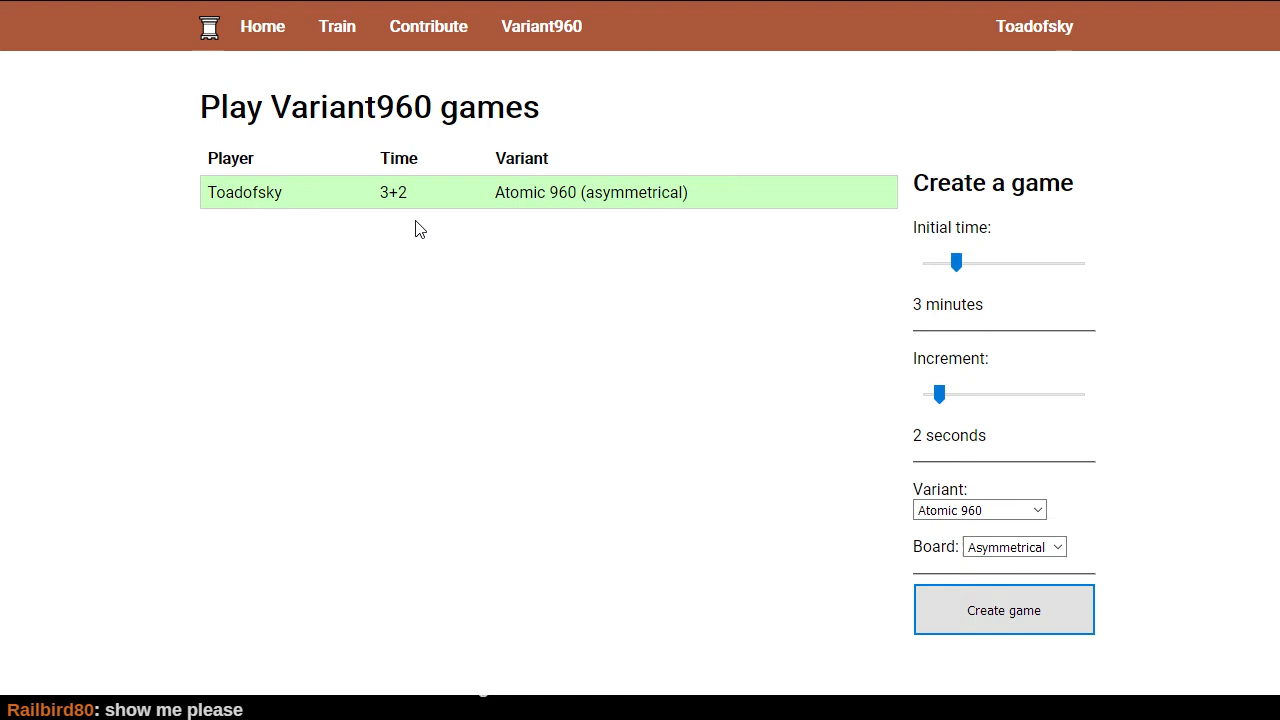 Home Train Contribute Variant960 Toadofsky
Play Variant960 games
Player Time Variant
Toadofsky 3+2 Atomic 960 (asymmetrical)
Create a game
Initial time:
3 minutes
Increment:
2 seconds
Variant:
Atomic 960
Board: Asymmetrical
Create game
Railbird80: show me please